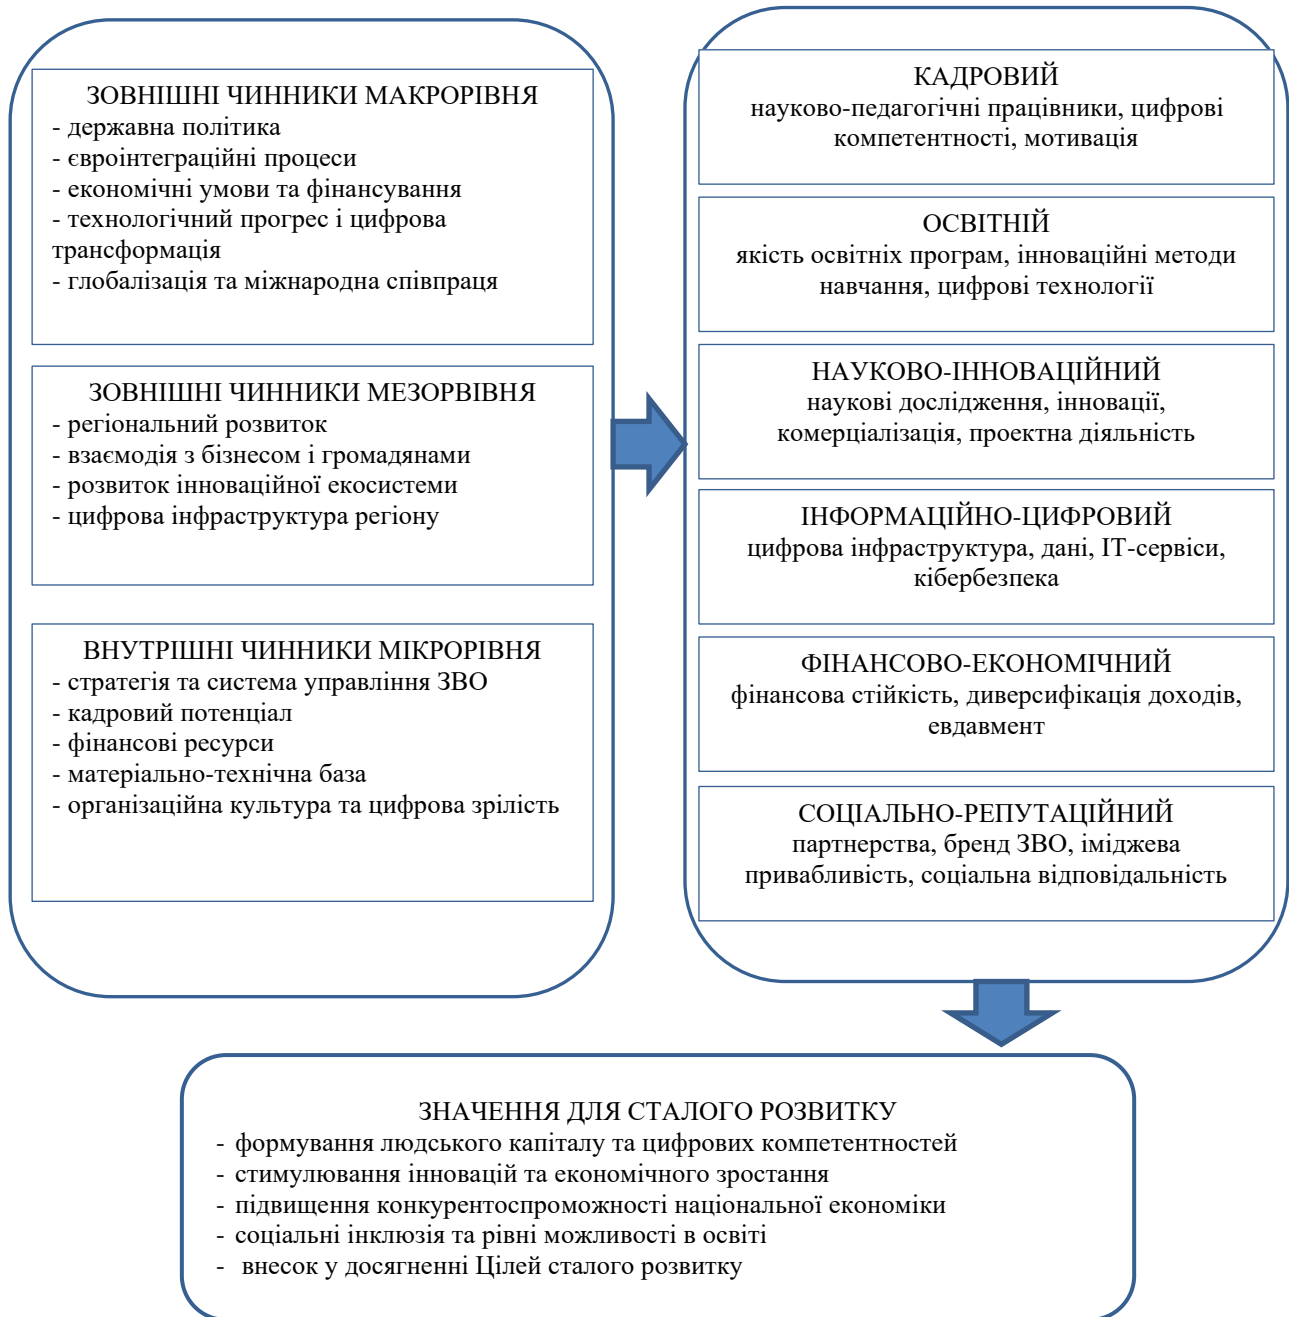 ЗОВНІШНІ ЧИННИКИ МАКРОРІВНЯ
- державна політика
- євроінтеграційні процеси
- економічні умови та фінансування
- технологічний прогрес і цифрова
трансформація
- глобалізація та міжнародна співпраця
ЗОВНІШНІ ЧИННИКИ МЕЗОРВІВНЯ
- регіональний розвиток
- взаємодія з бізнесом і громадянами
- розвиток інноваційної екосистеми
- цифрова інфраструктура регіону
ВНУТРІШНІ ЧИННИКИ МІКРОРІВНЯ
- стратегія та система управління ЗВО
- кадровий потенціал
- фінансові ресурси
- матеріально-технічна база
- організаційна культура та цифрова зрілість
КАДРОВИЙ
науково-педагогічні працівники, цифрові
компетентності, мотивація
ОСВІТНІЙ
якість освітніх програм, інноваційні методи
навчання, цифрові технології
НАУКОВО-ІННОВАЦІЙНИЙ
наукові дослідження, інновації,
комерціалізація, проектна діяльність
ІНФОРМАЦІЙНО-ЦИФРОВИЙ
цифрова інфраструктура, дані, ІТ-сервіси,
кібербезпека
ФІНАНСОВО-ЕКОНОМІЧНИЙ
фінансова стійкість, диверсифікація доходів,
евдавмент
СОЦІАЛЬНО-РЕПУТАЦІЙНИЙ
партнерства, бренд ЗВО, іміджева
привабливість, соціальна відповідальність
ЗНАЧЕННЯ ДЛЯ СТАЛОГО РОЗВИТКУ
- формування людського капіталу та цифрових компетентностей
- стимулювання інновацій та економічного зростання
- підвищення конкурентоспроможності національної економіки
- соціальні інклюзія та рівні можливості в освіті
- внесок у досягненні Цілей сталого розвитку